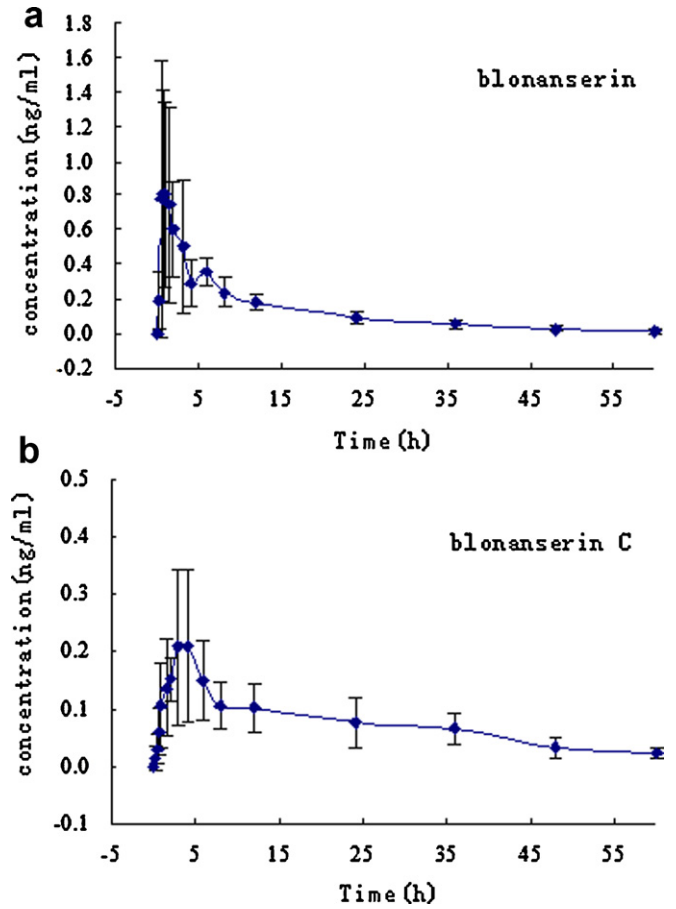 a
concentration(ng/ml)
1.8
1.6
1.4
1.2
1.0
0.8
0.6
0.4
0.2
0.0
-0.2
blonanserin
-5 5 15 25 35 45 55
Time(h)
b
concentration(ng/ml)
0.5
0.4
0.3
0.2
0.1
0.0
-0.1
blonanserin C
-5 5 15 25 35 45 55
Time(h)